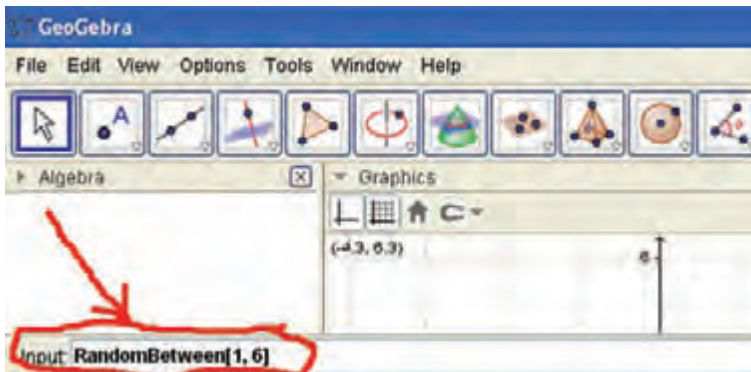 GeoGebra
File Edit View Options Tools Window Help
A
Algebra
Graphics
(-4.3, 6.3)
6
Input: RandomBetween[1, 6]